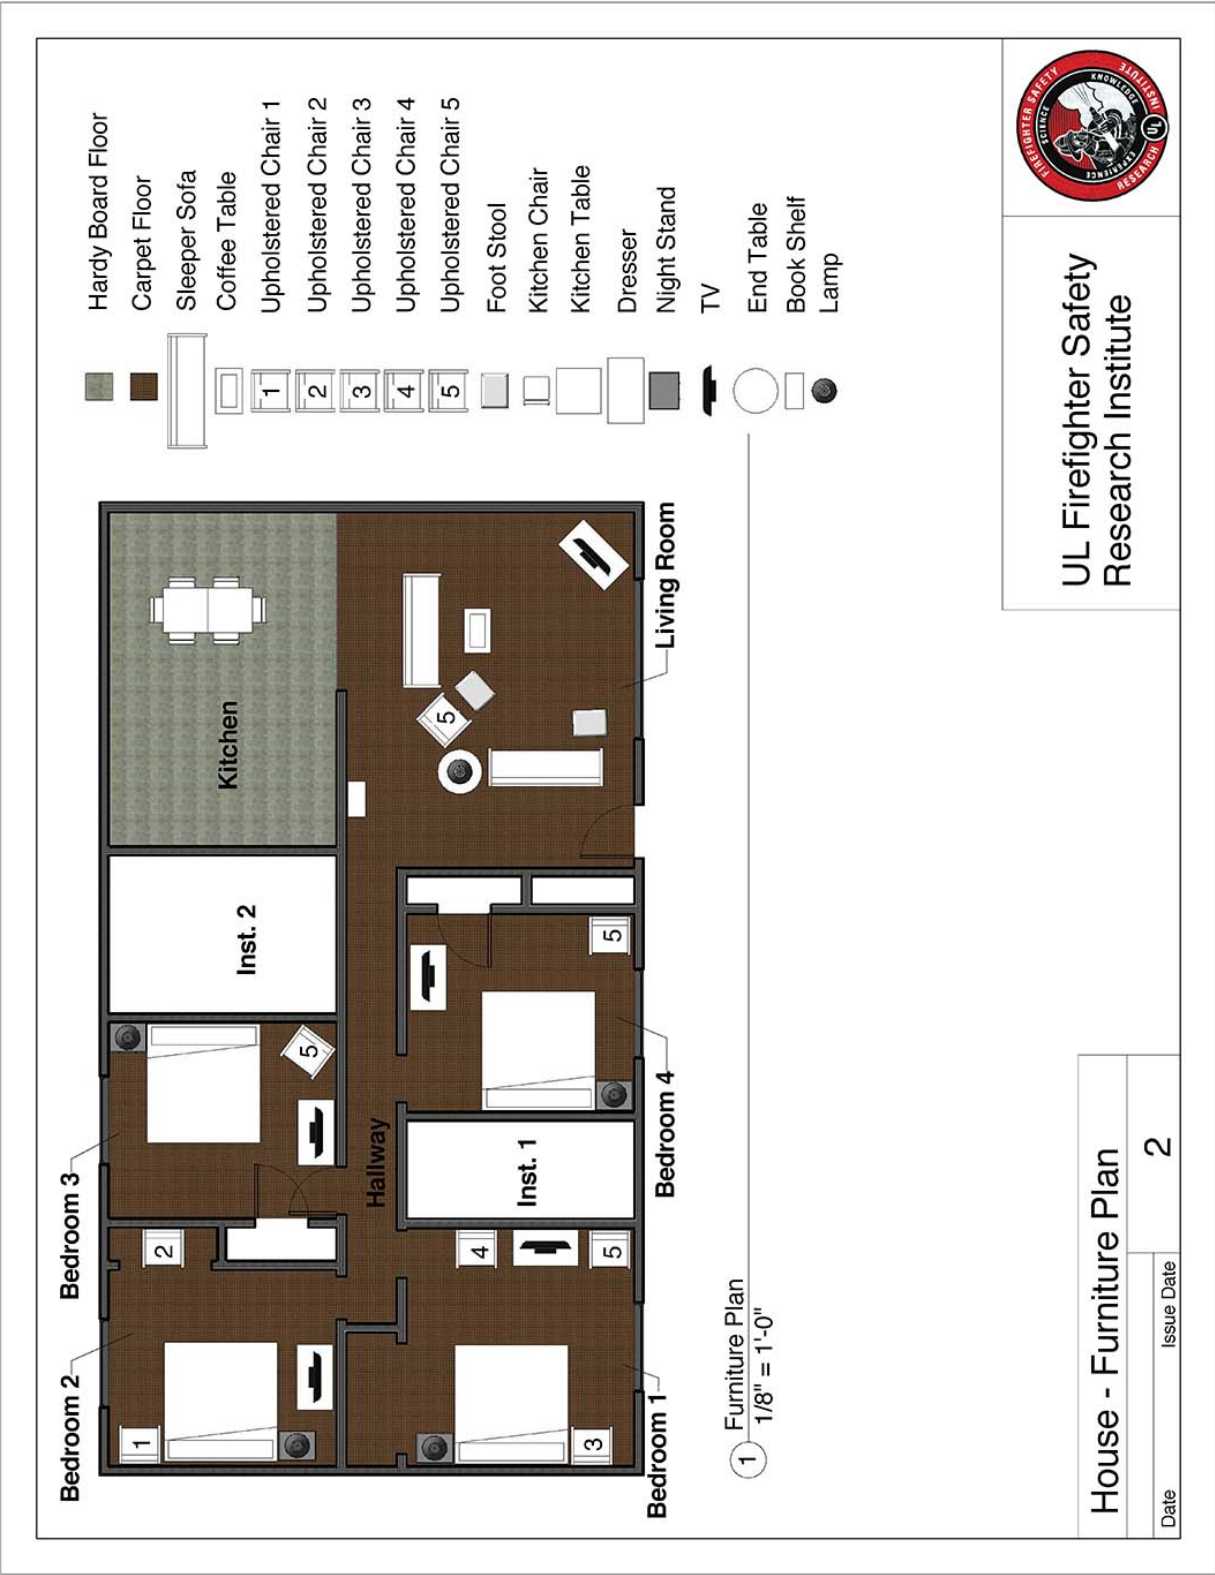 Bedroom 2
Bedroom 3
1
2
5
Inst. 2
Kitchen
Hallway
5
3
4
5
Inst. 1
5
Bedroom 1
Bedroom 4
Living Room
Hardy Board Floor
Carpet Floor
Sleeper Sofa
Coffee Table
1 Upholstered Chair 1
2 Upholstered Chair 2
3 Upholstered Chair 3
4 Upholstered Chair 4
5 Upholstered Chair 5
Foot Stool
Kitchen Chair
Kitchen Table
Dresser
Night Stand
TV
End Table
Book Shelf
Lamp
1 Furniture Plan
1/8" = 1'-0"
House - Furniture Plan
2
Date
Issue Date
UL Firefighter Safety
Research Institute
FIREFIGHTER SAFETY
RESEARCH UL INSTITUTE
SCIENCE
KNOWLEDGE
EXPERIENCE